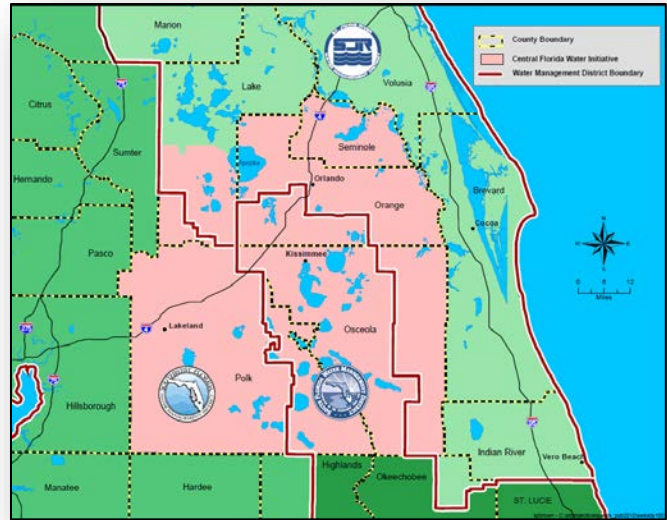 Marion
County Boundary
Central Florida Water Initiative
Water Management District Boundary
Lake
Volusia
Citrus
Sumter
Seminole
Hernando
Apopka
Orlando
Orange
Brevard
Cocoa
Pasco
Kissimmee
Miles
Lakeland
Osceola
Polk
Hillsborough
Highlands
Okeechobee
Indian River
Vero Beach
Manatee
Hardee
ST. LUCIE